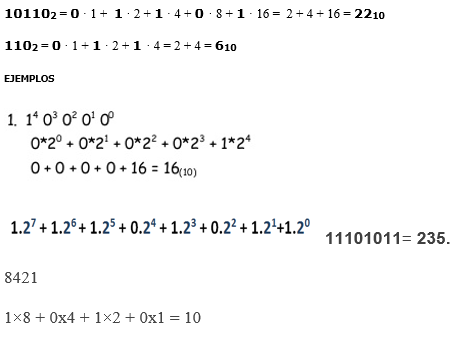 10110₂ = 0 · 1 + 1 · 2 + 1 · 4 + 0 · 8 + 1 · 16 = 2 + 4 + 16 = 22₁₀
110₂ = 0 · 1 + 1 · 2 + 1 · 4 = 2 + 4 = 6₁₀
EJEMPLOS
1. 1⁴ 0³ 0² 0¹ 0⁰
0*2⁰ + 0*2¹ + 0*2² + 0*2³ + 1*2⁴
0 + 0 + 0 + 0 + 16 = 16₍₁₀₎
1.2⁷ + 1.2⁶ + 1.2⁵ + 0.2⁴ + 1.2³ + 0.2² + 1.2¹+1.2⁰ 11101011= 235.
8421
1×8 + 0x4 + 1×2 + 0x1 = 10